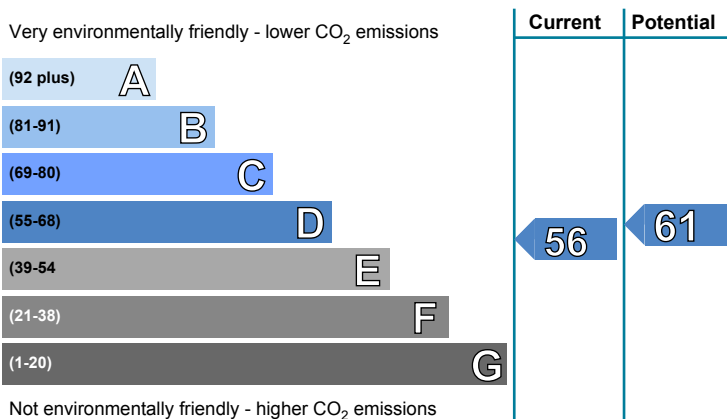 Current Potential
Very environmentally friendly - lower CO2 emissions
(92 plus) A
(81-91) B
(69-80) C
(55-68) D
56 61
(39-54 E
(21-38) F
(1-20) G
Not environmentally friendly - higher CO2 emissions